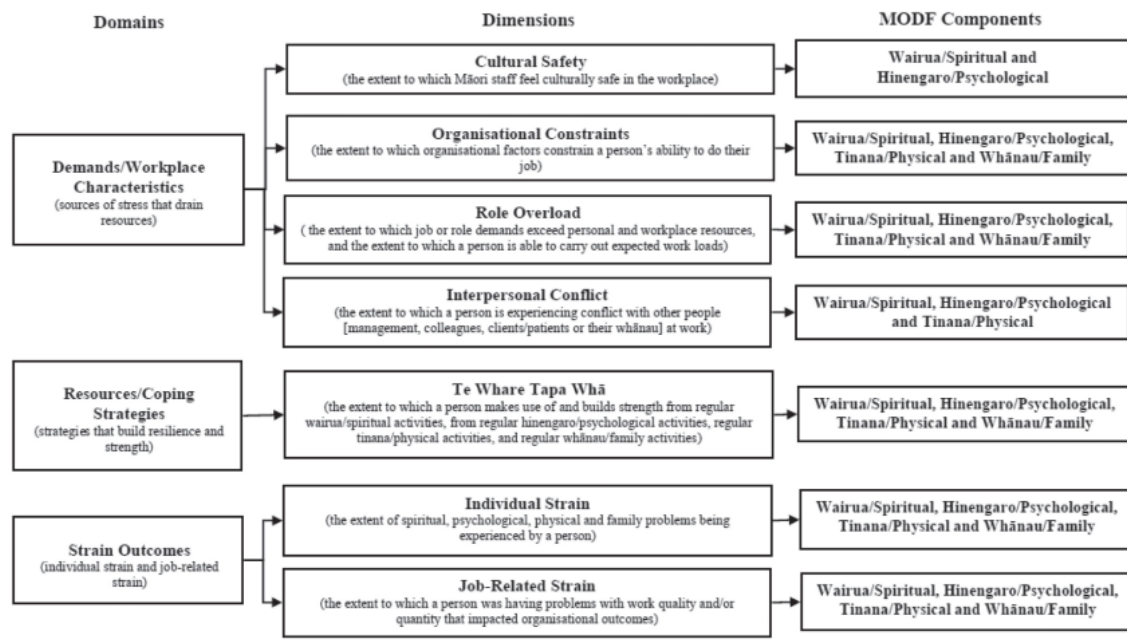 Domains
Dimensions
MODF Components
Demands/Workplace
Characteristics
(sources of stress that drain
resources)
Cultural Safety
(the extent to which Māori staff feel culturally safe in the workplace)
Wairua/Spiritual and
Hinengaro/Psychological
Organisational Constraints
(the extent to which organisational factors constrain a person's ability to do their
job)
Wairua/Spiritual, Hinengaro/Psychological,
Tinana/Physical and Whānau/Family
Role Overload
( the extent to which job or role demands exceed personal and workplace resources,
and the extent to which a person is able to carry out expected work loads)
Wairua/Spiritual, Hinengaro/Psychological,
Tinana/Physical and Whānau/Family
Interpersonal Conflict
(the extent to which a person is experiencing conflict with other people
[management, colleagues, clients/patients or their whānau] at work)
Wairua/Spiritual, Hinengaro/Psychological
and Tinana/Physical
Resources/Coping
Strategies
(strategies that build resilience and
strength)
Te Whare Tapa Whā
(the extent to which a person makes use of and builds strength from regular
wairua/spiritual activities, from regular hinengaro/psychological activities, regular
tinana/physical activities, and regular whānau/family activities)
Wairua/Spiritual, Hinengaro/Psychological,
Tinana/Physical and Whānau/Family
Strain Outcomes
(individual strain and job-related
strain)
Individual Strain
(the extent of spiritual, psychological, physical and family problems being
experienced by a person)
Wairua/Spiritual, Hinengaro/Psychological,
Tinana/Physical and Whānau/Family
Job-Related Strain
(the extent to which a person was having problems with work quality and/or
quantity that impacted organisational outcomes)
Wairua/Spiritual, Hinengaro/Psychological,
Tinana/Physical and Whānau/Family